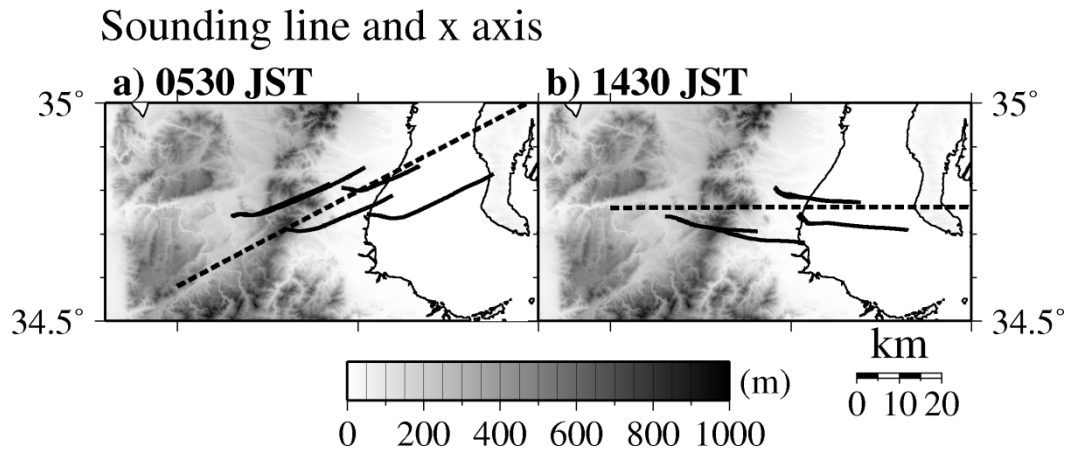 Sounding line and x axis
a) 0530 JST
b) 1430 JST
35°
35°
34.5°
34.5°
km
0 10 20
(m)
0 200 400 600 800 1000